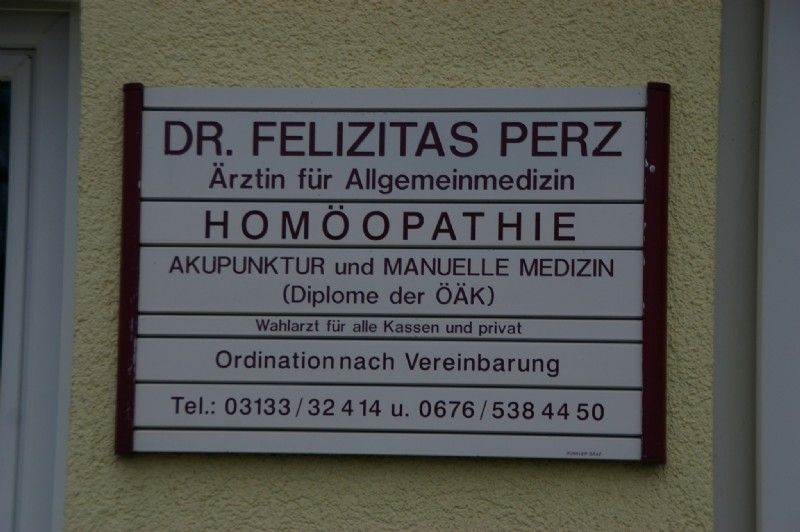 DR. FELIZITAS PERZ
Ärztin für Allgemeinmedizin
HOMÖOPATHIE
AKUPUNKTUR und MANUELLE MEDIZIN
(Diplome der ÖÄK)
Wahlarzt für alle Kassen und privat
Ordination nach Vereinbarung
Tel.: 03133/32 414 u. 0676/538 44 50